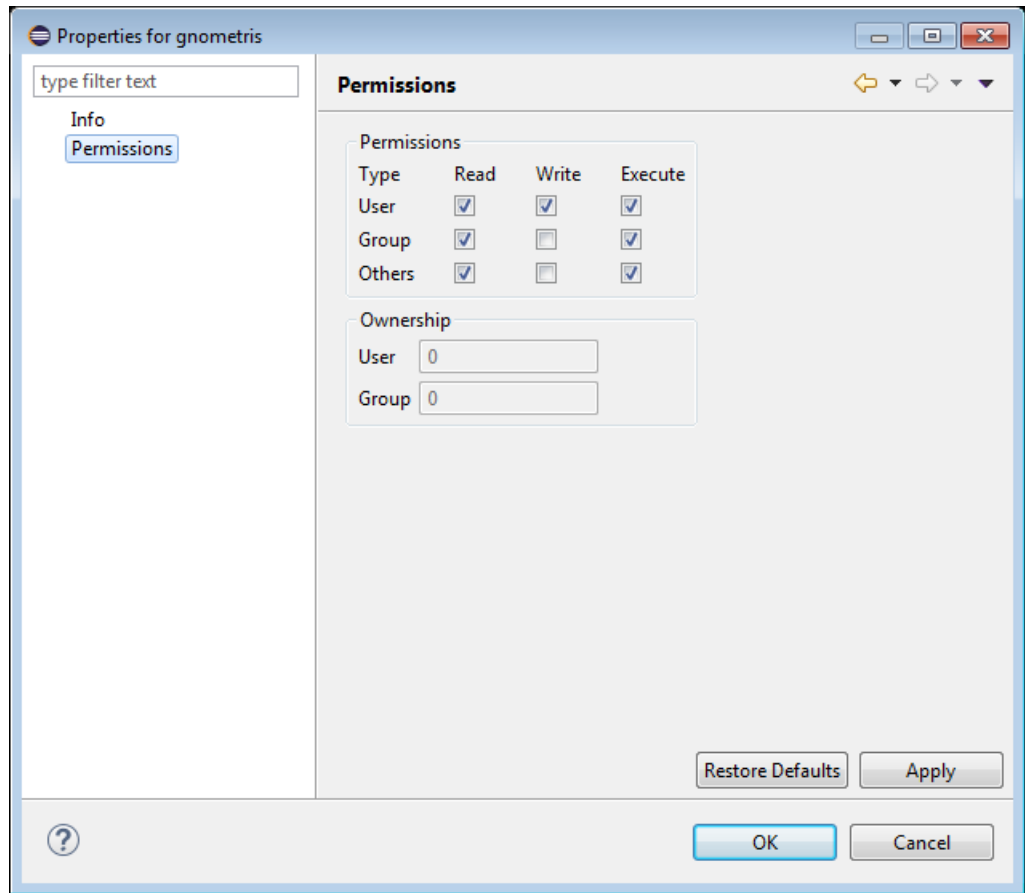 Properties for gnometris
type filter text
Info
Permissions
Permissions
Permissions
Type Read Write Execute
User
Group
Others
Ownership
User 0
Group 0
Restore Defaults Apply
? OK Cancel